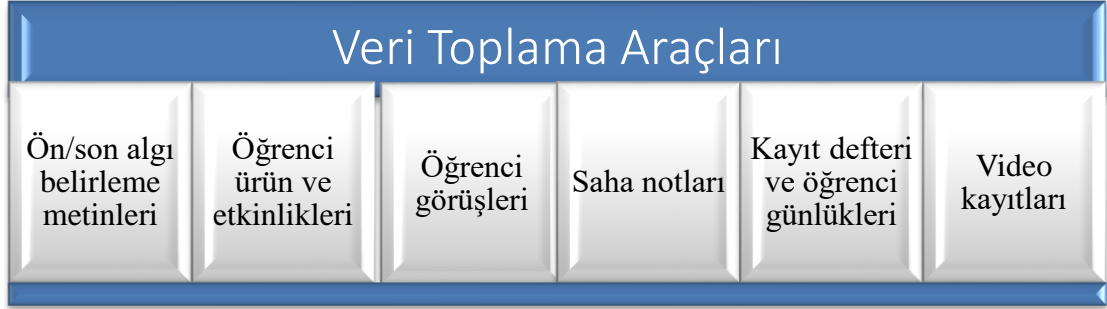 Veri Toplama Araçları
Ön/son algı
belirleme
metinleri
Öğrenci
ürün ve
etkinlikleri
Öğrenci
görüşleri
Saha notları
Kayıt defteri
ve öğrenci
günlükleri
Video
kayıtları